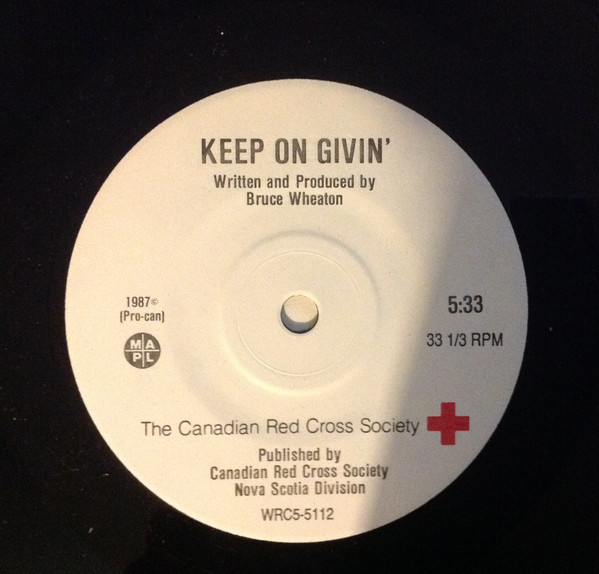 KEEP ON GIVIN'
Written and Produced by
Bruce Wheaton
1987©
(Pro-can)
M A
P L
5:33
33 1/3 RPM
The Canadian Red Cross Society
Published by
Canadian Red Cross Society
Nova Scotia Division
WRC5-5112